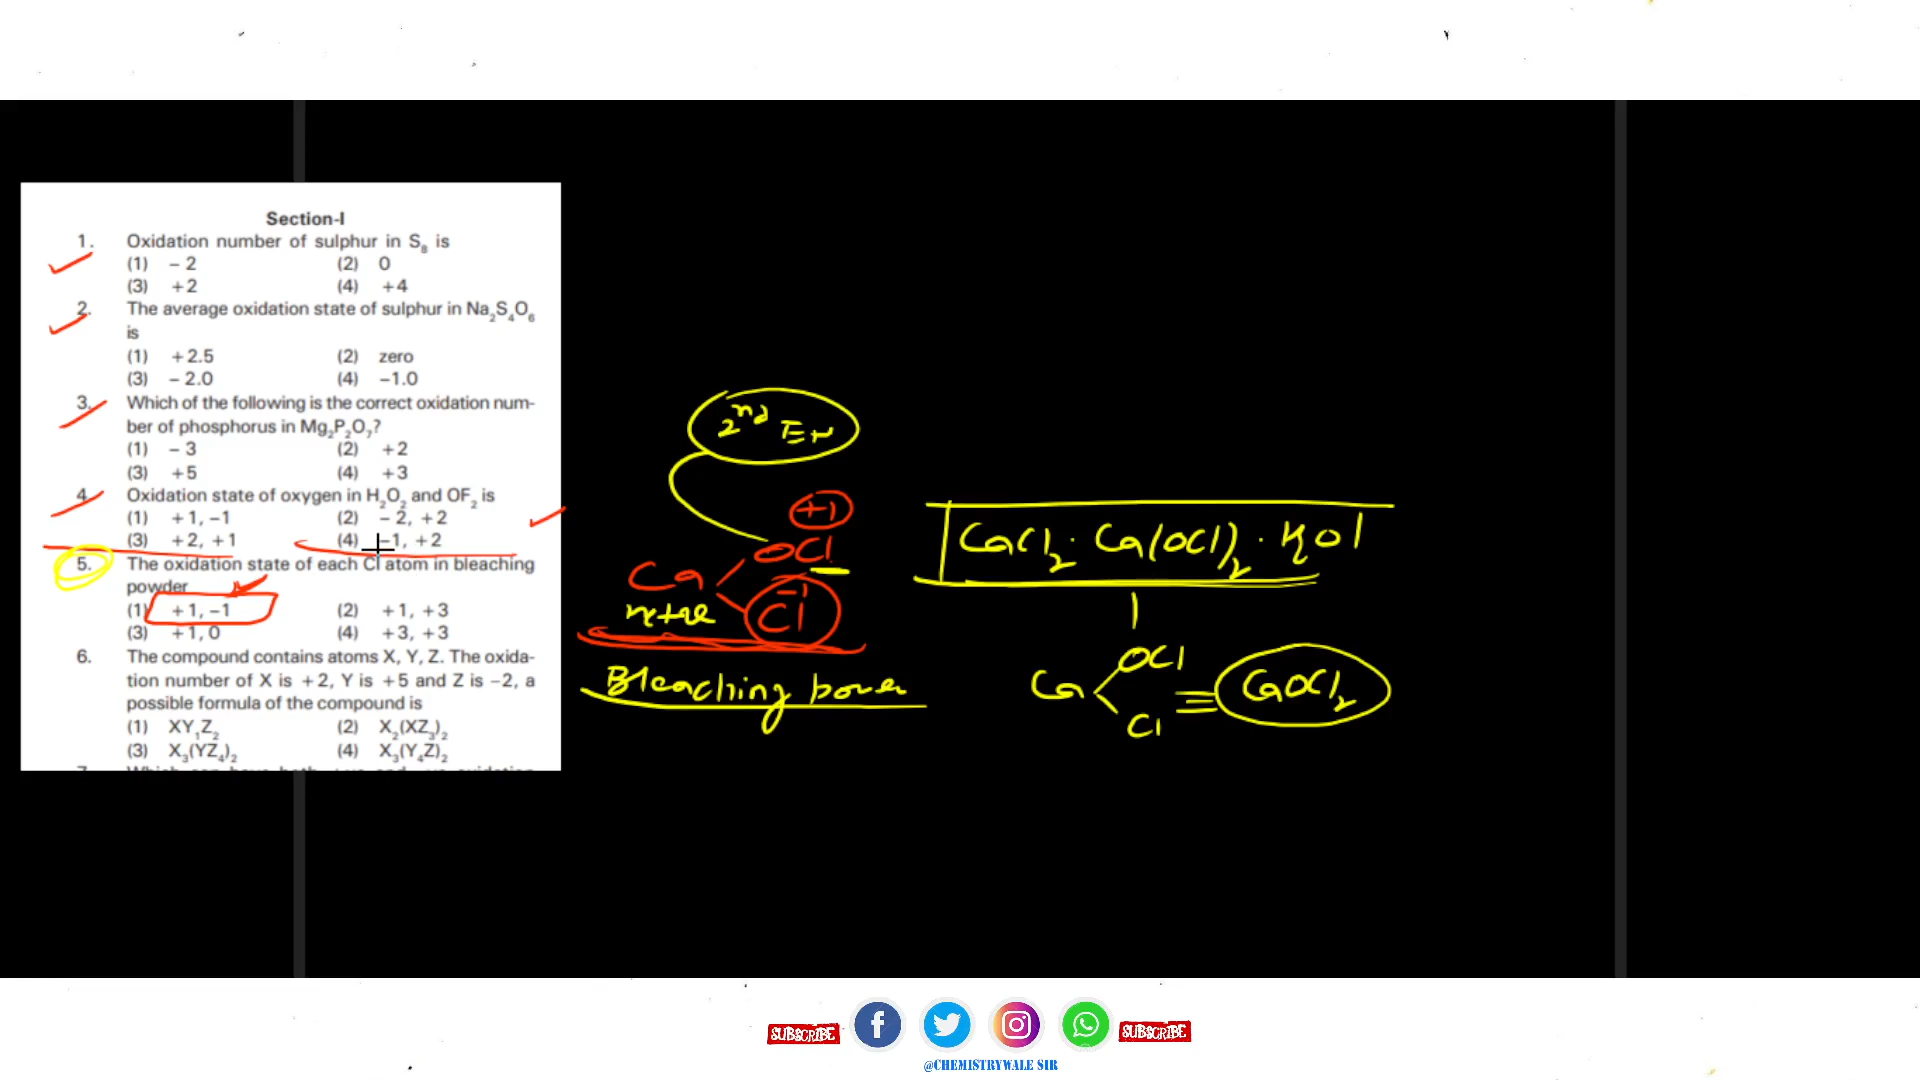 Section-I
1. Oxidation number of sulphur in S₈ is
(1) – 2 (2) 0
(3) +2 (4) +4
2. The average oxidation state of sulphur in Na₂S₄O₆
is
(1) +2.5 (2) zero
(3) – 2.0 (4) –1.0
3. Which of the following is the correct oxidation num-
ber of phosphorus in Mg₂P₂O₇?
(1) – 3 (2) +2
(3) +5 (4) +3
4. Oxidation state of oxygen in H₂O₂ and OF₂ is
(1) +1, –1 (2) – 2, +2
(3) +2, +1 (4) –1, +2
5. The oxidation state of each Cl atom in bleaching
powder
(1) +1, –1 (2) +1, +3
(3) +1, 0 (4) +3, +3
6. The compound contains atoms X, Y, Z. The oxida-
tion number of X is +2, Y is +5 and Z is –2, a
possible formula of the compound is
(1) XY₁Z₂ (2) X₂(XZ₃)₂
(3) X₃(YZ₄)₂ (4) X₃(Y₄Z)₂
2nd
+1
OCl
Ca
-1
Cl
Bleaching
CaCl₂ · Ca(OCl)₂ ·
OCl
Ca
Cl
≡ CaOCl₂
SUBSCRIBE SUBSCRIBE
@CHEMISTRYWALE SIR